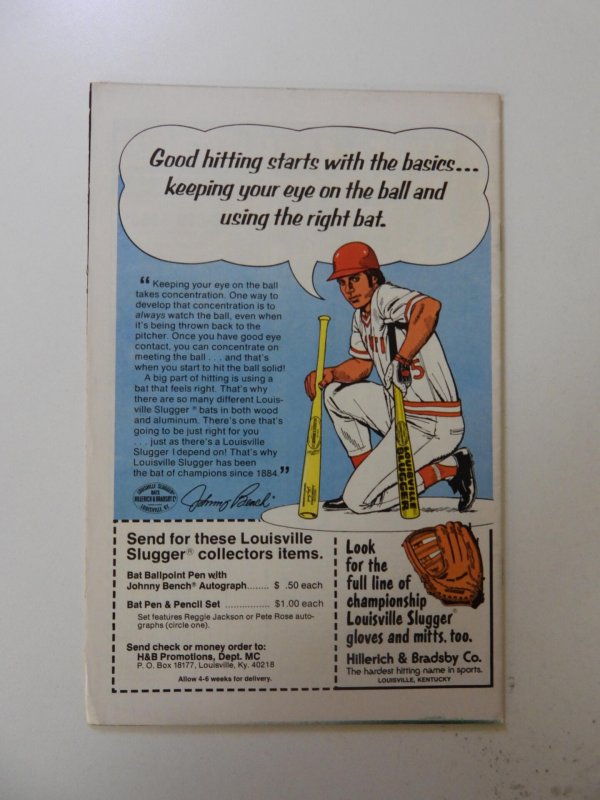 Good hitting starts with the basics...
keeping your eye on the ball and
using the right bat.
“ Keeping your eye on the ball
takes concentration. One way to
develop that concentration is to
always watch the ball, even when
it's being thrown back to the
pitcher. Once you have good eye
contact, you can concentrate on
meeting the ball . . . and that's
when you start to hit the ball solid!
A big part of hitting is using a
bat that feels right. That's why
there are so many different Louis-
ville Slugger® bats in both wood
and aluminum. There's one that's
going to be just right for you
. . . just as there's a Louisville
Slugger I depend on! That's why
Louisville Slugger has been
the bat of champions since 1884.”
LOUISVILLE SLUGGER
BATS
HILLERICH & BRADSBY Co
LOUISVILLE, KY.
Johnny Bench
5
LOUISVILLE
SLUGGER
Send for these Louisville
Slugger® collectors items.
Bat Ballpoint Pen with
Johnny Bench® Autograph....... $ .50 each
Bat Pen & Pencil Set ................ $1.00 each
Set features Reggie Jackson or Pete Rose auto-
graphs (circle one).
Send check or money order to:
H&B Promotions, Dept. MC
P. O. Box 18177, Louisville, Ky. 40218
Allow 4-6 weeks for delivery.
Look
for the
full line of
championship
Louisville Slugger®
gloves and mitts, too.
Hillerich & Bradsby Co.
The hardest hitting name in sports.
LOUISVILLE, KENTUCKY